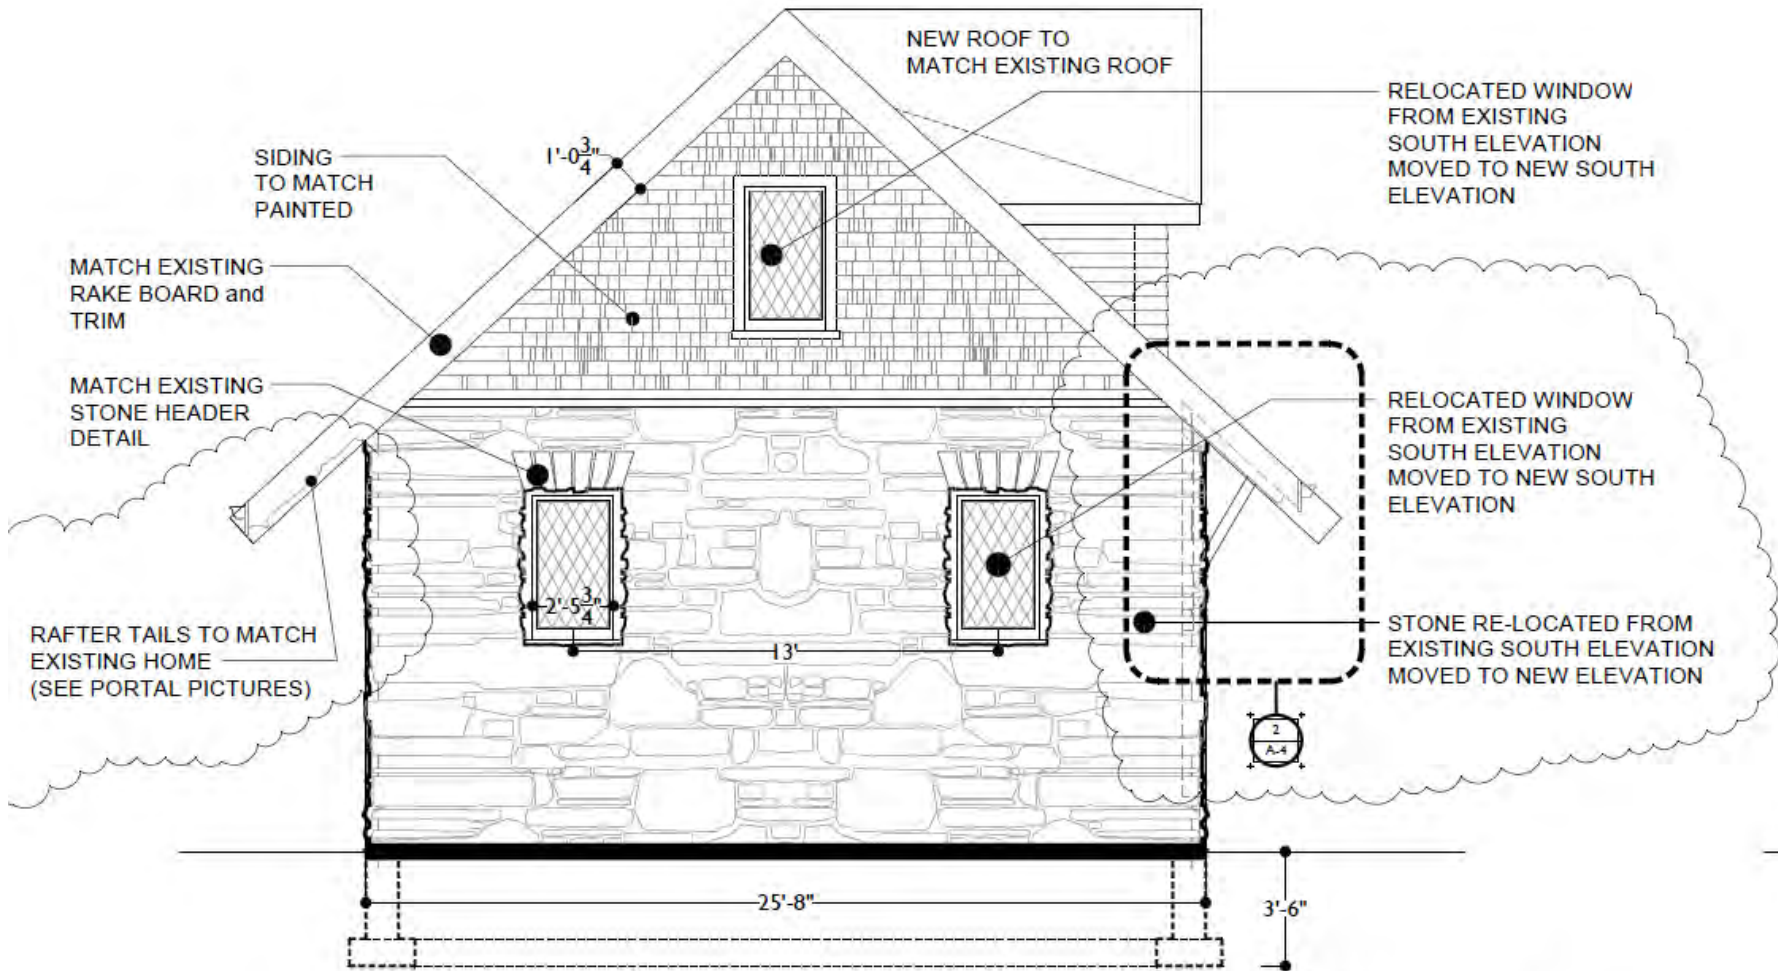 NEW ROOF TO
MATCH EXISTING ROOF
RELOCATED WINDOW
FROM EXISTING
SOUTH ELEVATION
MOVED TO NEW SOUTH
ELEVATION
1'-0 3/4"
SIDING
TO MATCH
PAINTED
MATCH EXISTING
RAKE BOARD and
TRIM
MATCH EXISTING
STONE HEADER
DETAIL
RELOCATED WINDOW
FROM EXISTING
SOUTH ELEVATION
MOVED TO NEW SOUTH
ELEVATION
2'-5 3/4"
13'
RAFTER TAILS TO MATCH
EXISTING HOME
(SEE PORTAL PICTURES)
STONE RE-LOCATED FROM
EXISTING SOUTH ELEVATION
MOVED TO NEW ELEVATION
2
A-4
25'-8"
3'-6"